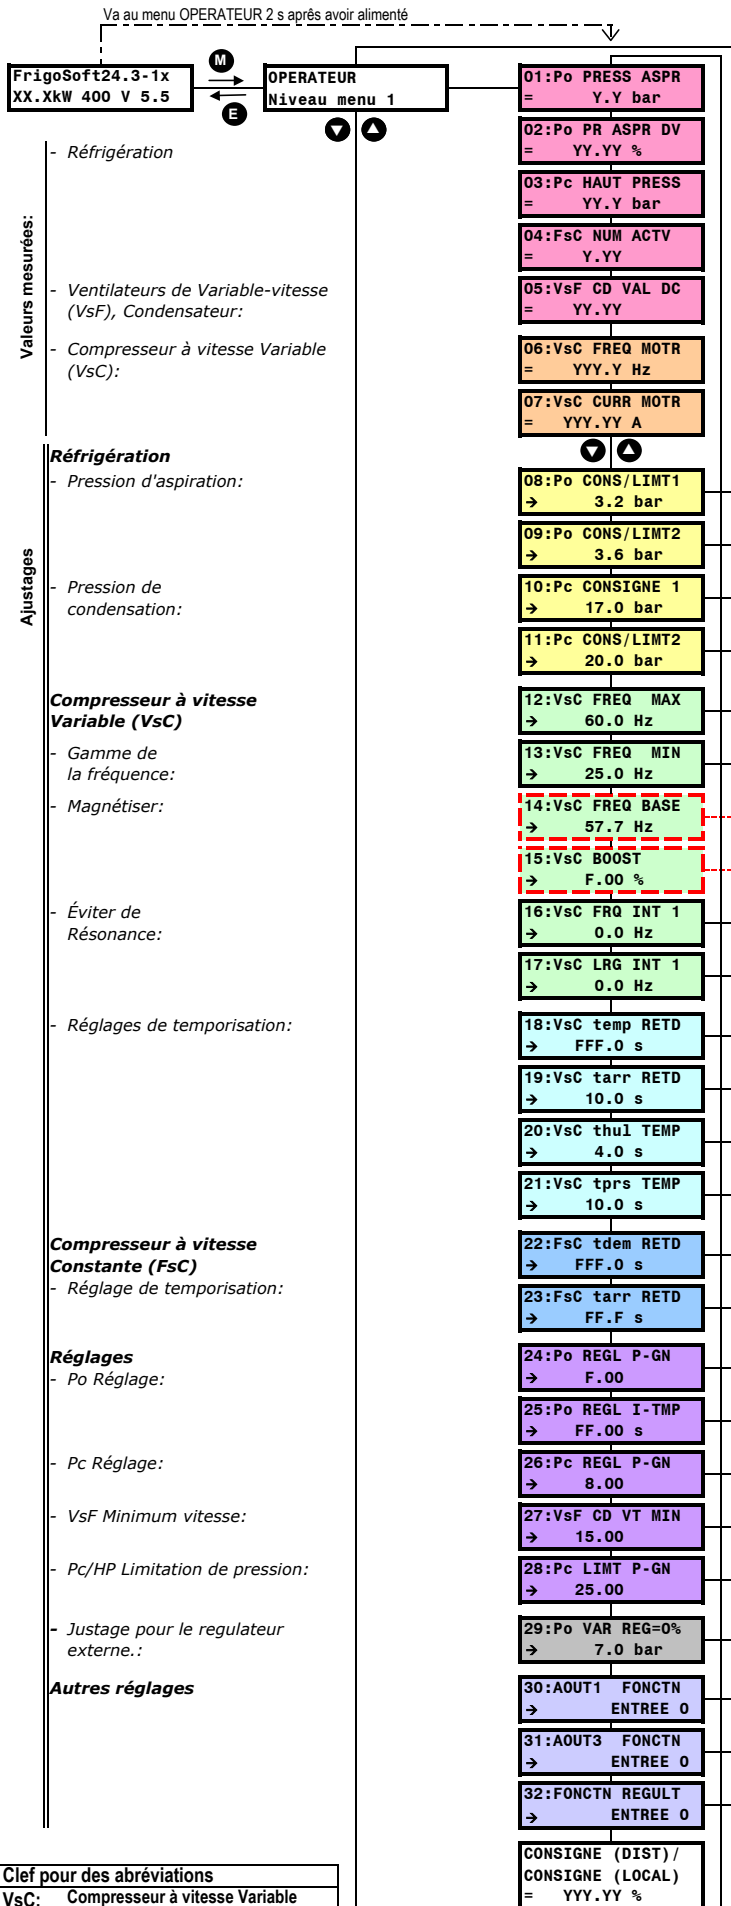 Va au menu OPERATEUR 2 s après avoir alimenté
M
FrigoSoft24.3-1x
XX.XkW 400 V 5.5
E
OPERATEUR
Niveau menu 1
01:Po PRESS ASPR
= Y.Y bar
02:Po PR ASPR DV
= YY.YY %
Valeurs mesurées:
- Réfrigération
03:Pc HAUT PRESS
= YY.Y bar
04:FsC NUM ACTV
= Y.YY
- Ventilateurs de Variable-vitesse
(VsF), Condensateur:
05:VsF CD VAL DC
= YY.YY
- Compresseur à vitesse Variable
(VsC):
06:VsC FREQ MOTR
= YYY.Y Hz
07:VsC CURR MOTR
= YYY.YY A
Ajustages
Réfrigération
- Pression d'aspiration:
08:Po CONS/LIMT1
→ 3.2 bar
09:Po CONS/LIMT2
→ 3.6 bar
- Pression de
condensation:
10:Pc CONSIGNE 1
→ 17.0 bar
11:Pc CONS/LIMT2
→ 20.0 bar
Compresseur à vitesse
Variable (VsC)
12:VsC FREQ MAX
→ 60.0 Hz
- Gamme de
la fréquence:
13:VsC FREQ MIN
→ 25.0 Hz
- Magnétiser:
14:VsC FREQ BASE
→ 57.7 Hz
15:VsC BOOST
→ F.00 %
- Éviter de
Résonance:
16:VsC FRQ INT 1
→ 0.0 Hz
17:VsC LRG INT 1
→ 0.0 Hz
- Réglages de temporisation:
18:VsC temp RETD
→ FFF.0 s
19:VsC tarr RETD
→ 10.0 s
20:VsC thul TEMP
→ 4.0 s
21:VsC tprs TEMP
→ 10.0 s
Compresseur à vitesse
Constante (FsC)
- Réglage de temporisation:
22:FsC tdem RETD
→ FFF.0 s
23:FsC tarr RETD
→ FF.F s
Réglages
- Po Réglage:
24:Po REGL P-GN
→ F.00
25:Po REGL I-TMP
→ FF.00 s
- Pc Réglage:
26:Pc REGL P-GN
→ 8.00
- VsF Minimum vitesse:
27:VsF CD VT MIN
→ 15.00
- Pc/HP Limitation de pression:
28:Pc LIMT P-GN
→ 25.00
- Justage pour le regulateur
externe.:
29:Po VAR REG=0%
→ 7.0 bar
Autres réglages
30:AOUT1 FONCTN
→ ENTREE 0
31:AOUT3 FONCTN
→ ENTREE 0
32:FONCTN REGULT
→ ENTREE 0
CONSIGNE (DIST)/
CONSIGNE (LOCAL)
= YYY.YY %
Clef pour des abréviations
VsC: Compresseur à vitesse Variable